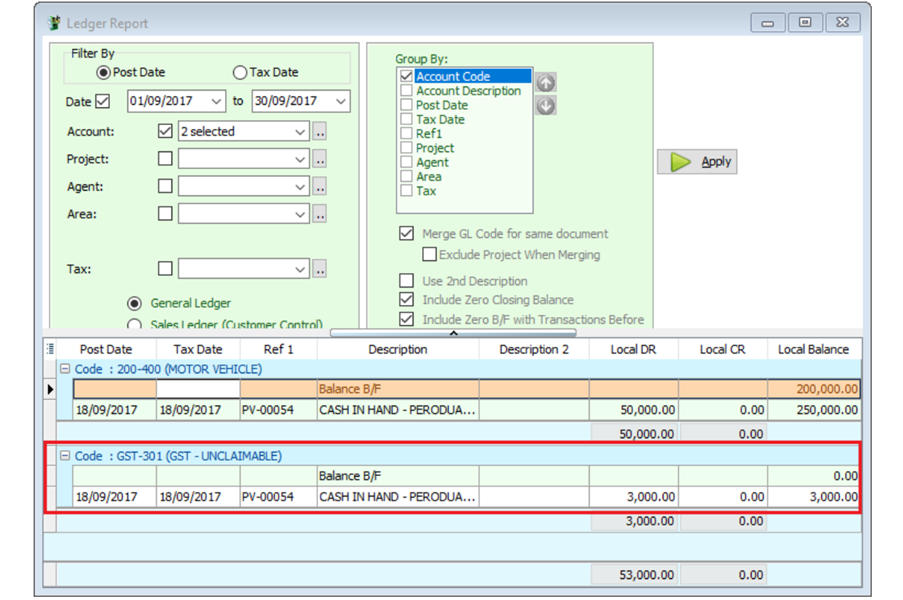 Ledger Report
Filter By
Post Date Tax Date
Date 01/09/2017 to 30/09/2017
Account: 2 selected ..
Project: ..
Agent: ..
Area: ..
Tax: ..
General Ledger
Sales Ledger (Customer Control)
Group By:
Account Code
Account Description
Post Date
Tax Date
Ref1
Project
Agent
Area
Tax
Merge GL Code for same document
Exclude Project When Merging
Use 2nd Description
Include Zero Closing Balance
Include Zero B/F with Transactions Before
Apply
Post Date Tax Date Ref 1 Description Description 2 Local DR Local CR Local Balance
Code : 200-400 (MOTOR VEHICLE)
Balance B/F 200,000.00
18/09/2017 18/09/2017 PV-00054 CASH IN HAND - PERODUA... 50,000.00 0.00 250,000.00
50,000.00 0.00
Code : GST-301 (GST - UNCLAIMABLE)
Balance B/F 0.00
18/09/2017 18/09/2017 PV-00054 CASH IN HAND - PERODUA... 3,000.00 0.00 3,000.00
3,000.00 0.00
53,000.00 0.00